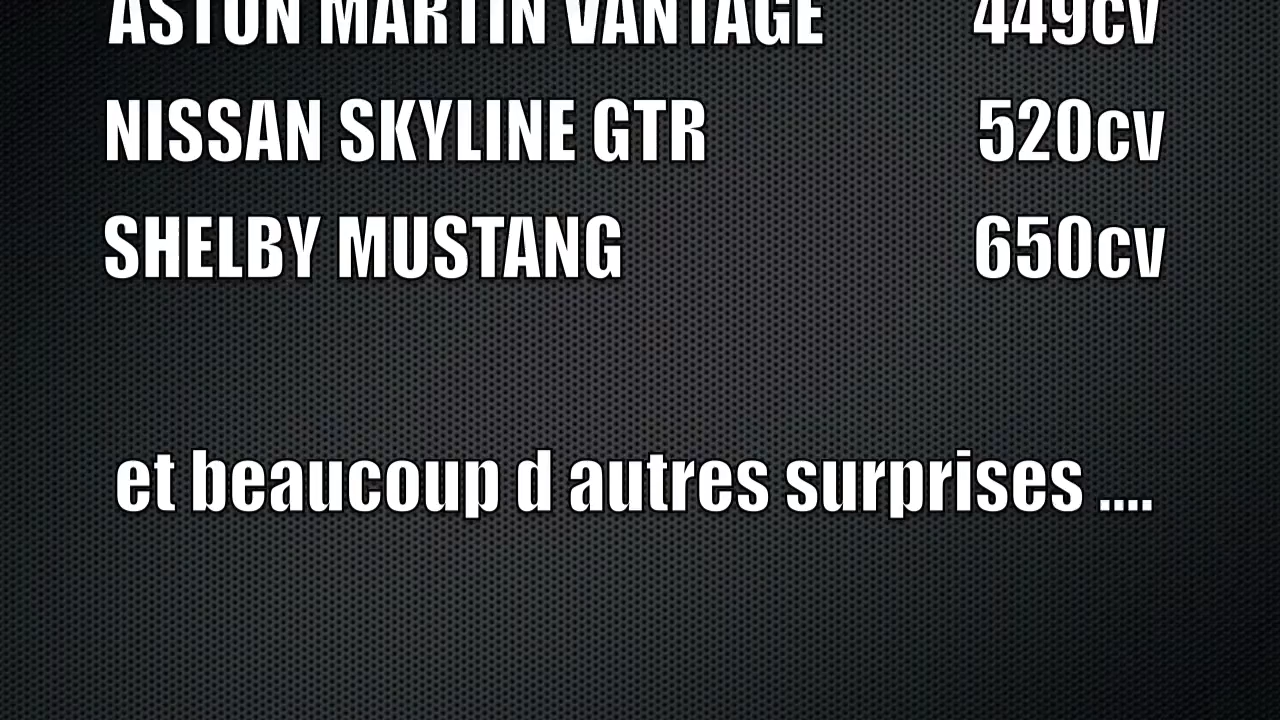 ASTON MARTIN VANTAGE 449cv
NISSAN SKYLINE GTR 520cv
SHELBY MUSTANG 650cv
et beaucoup d autres surprises ....